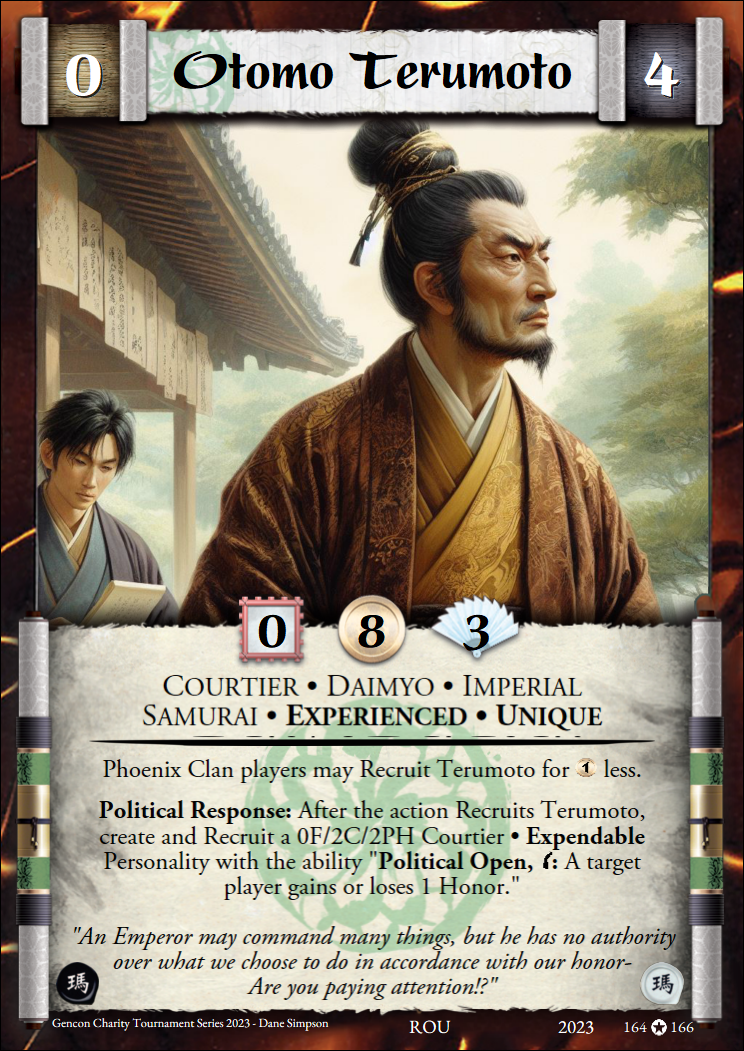 0 Otomo Terumoto 4
0 8 3
Courtier • Daimyo • Imperial
Samurai • Experienced • Unique
Phoenix Clan players may Recruit Terumoto for 1 less.
Political Response: After the action Recruits Terumoto,
create and Recruit a 0F/2C/2PH Courtier • Expendable
Personality with the ability "Political Open, : A target
player gains or loses 1 Honor."
"An Emperor may command many things, but he has no authority
over what we choose to do in accordance with our honor-
Are you paying attention!?"
瑪 瑪
Gencon Charity Tournament Series 2023 - Dane Simpson ROU 2023 164 166